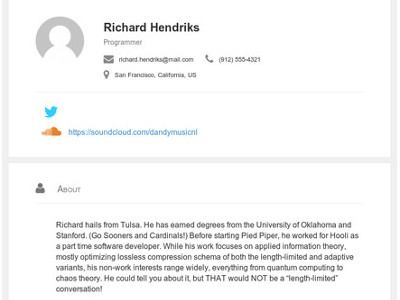 Richard Hendriks
Programmer
richard.hendriks@mail.com (912) 555-4321
San Francisco, California, US
https://soundcloud.com/dandymusicnl
About
Richard hails from Tulsa. He has earned degrees from the University of Oklahoma and
Stanford. (Go Sooners and Cardinals!) Before starting Pied Piper, he worked for Hooli as
a part time software developer. While his work focuses on applied information theory,
mostly optimizing lossless compression schema of both the length-limited and adaptive
variants, his non-work interests range widely, everything from quantum computing to
chaos theory. He could tell you about it, but THAT would NOT be a “length-limited”
conversation!